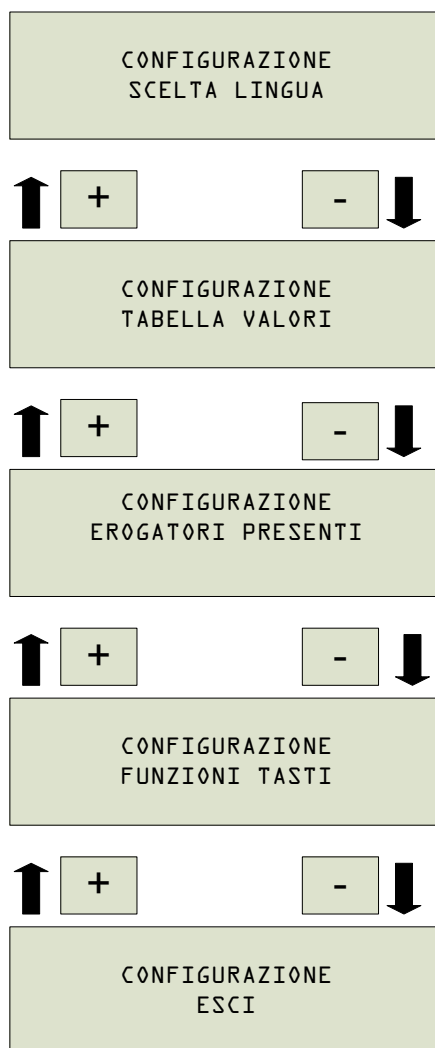 CONFIGURAZIONE
SCELTA LINGUA
+ -
CONFIGURAZIONE
TABELLA VALORI
+ -
CONFIGURAZIONE
EROGATORI PRESENTI
+ -
CONFIGURAZIONE
FUNZIONI TASTI
+ -
CONFIGURAZIONE
ESCI